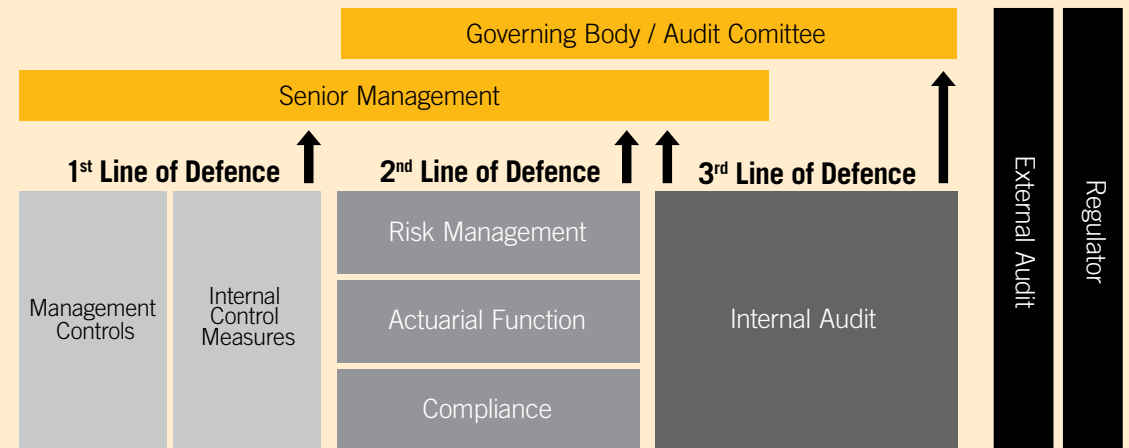 Governing Body / Audit Comittee
Senior Management
1st Line of Defence
2nd Line of Defence
3rd Line of Defence
Management
Controls
Internal
Control
Measures
Risk Management
Actuarial Function
Compliance
Internal Audit
External Audit
Regulator